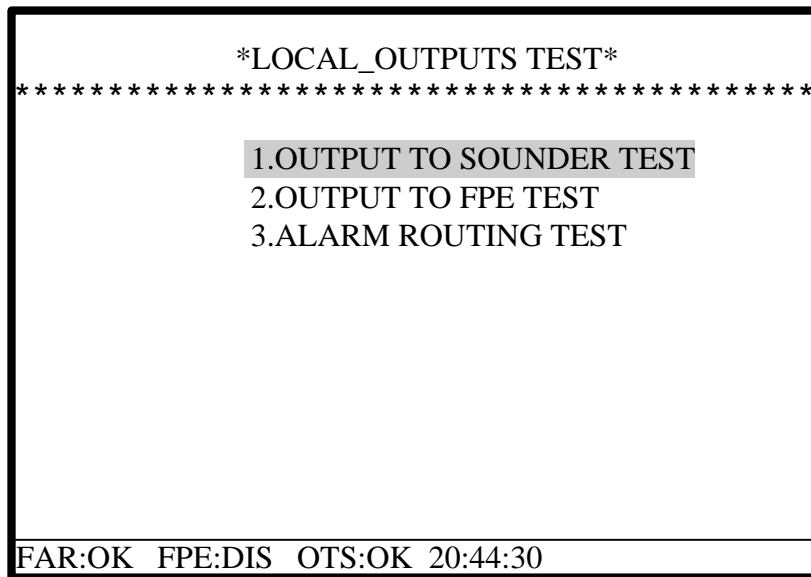 *LOCAL_OUTPUTS TEST*
*******************************************
1.OUTPUT TO SOUNDER TEST
2.OUTPUT TO FPE TEST
3.ALARM ROUTING TEST
FAR:OK FPE:DIS OTS:OK 20:44:30